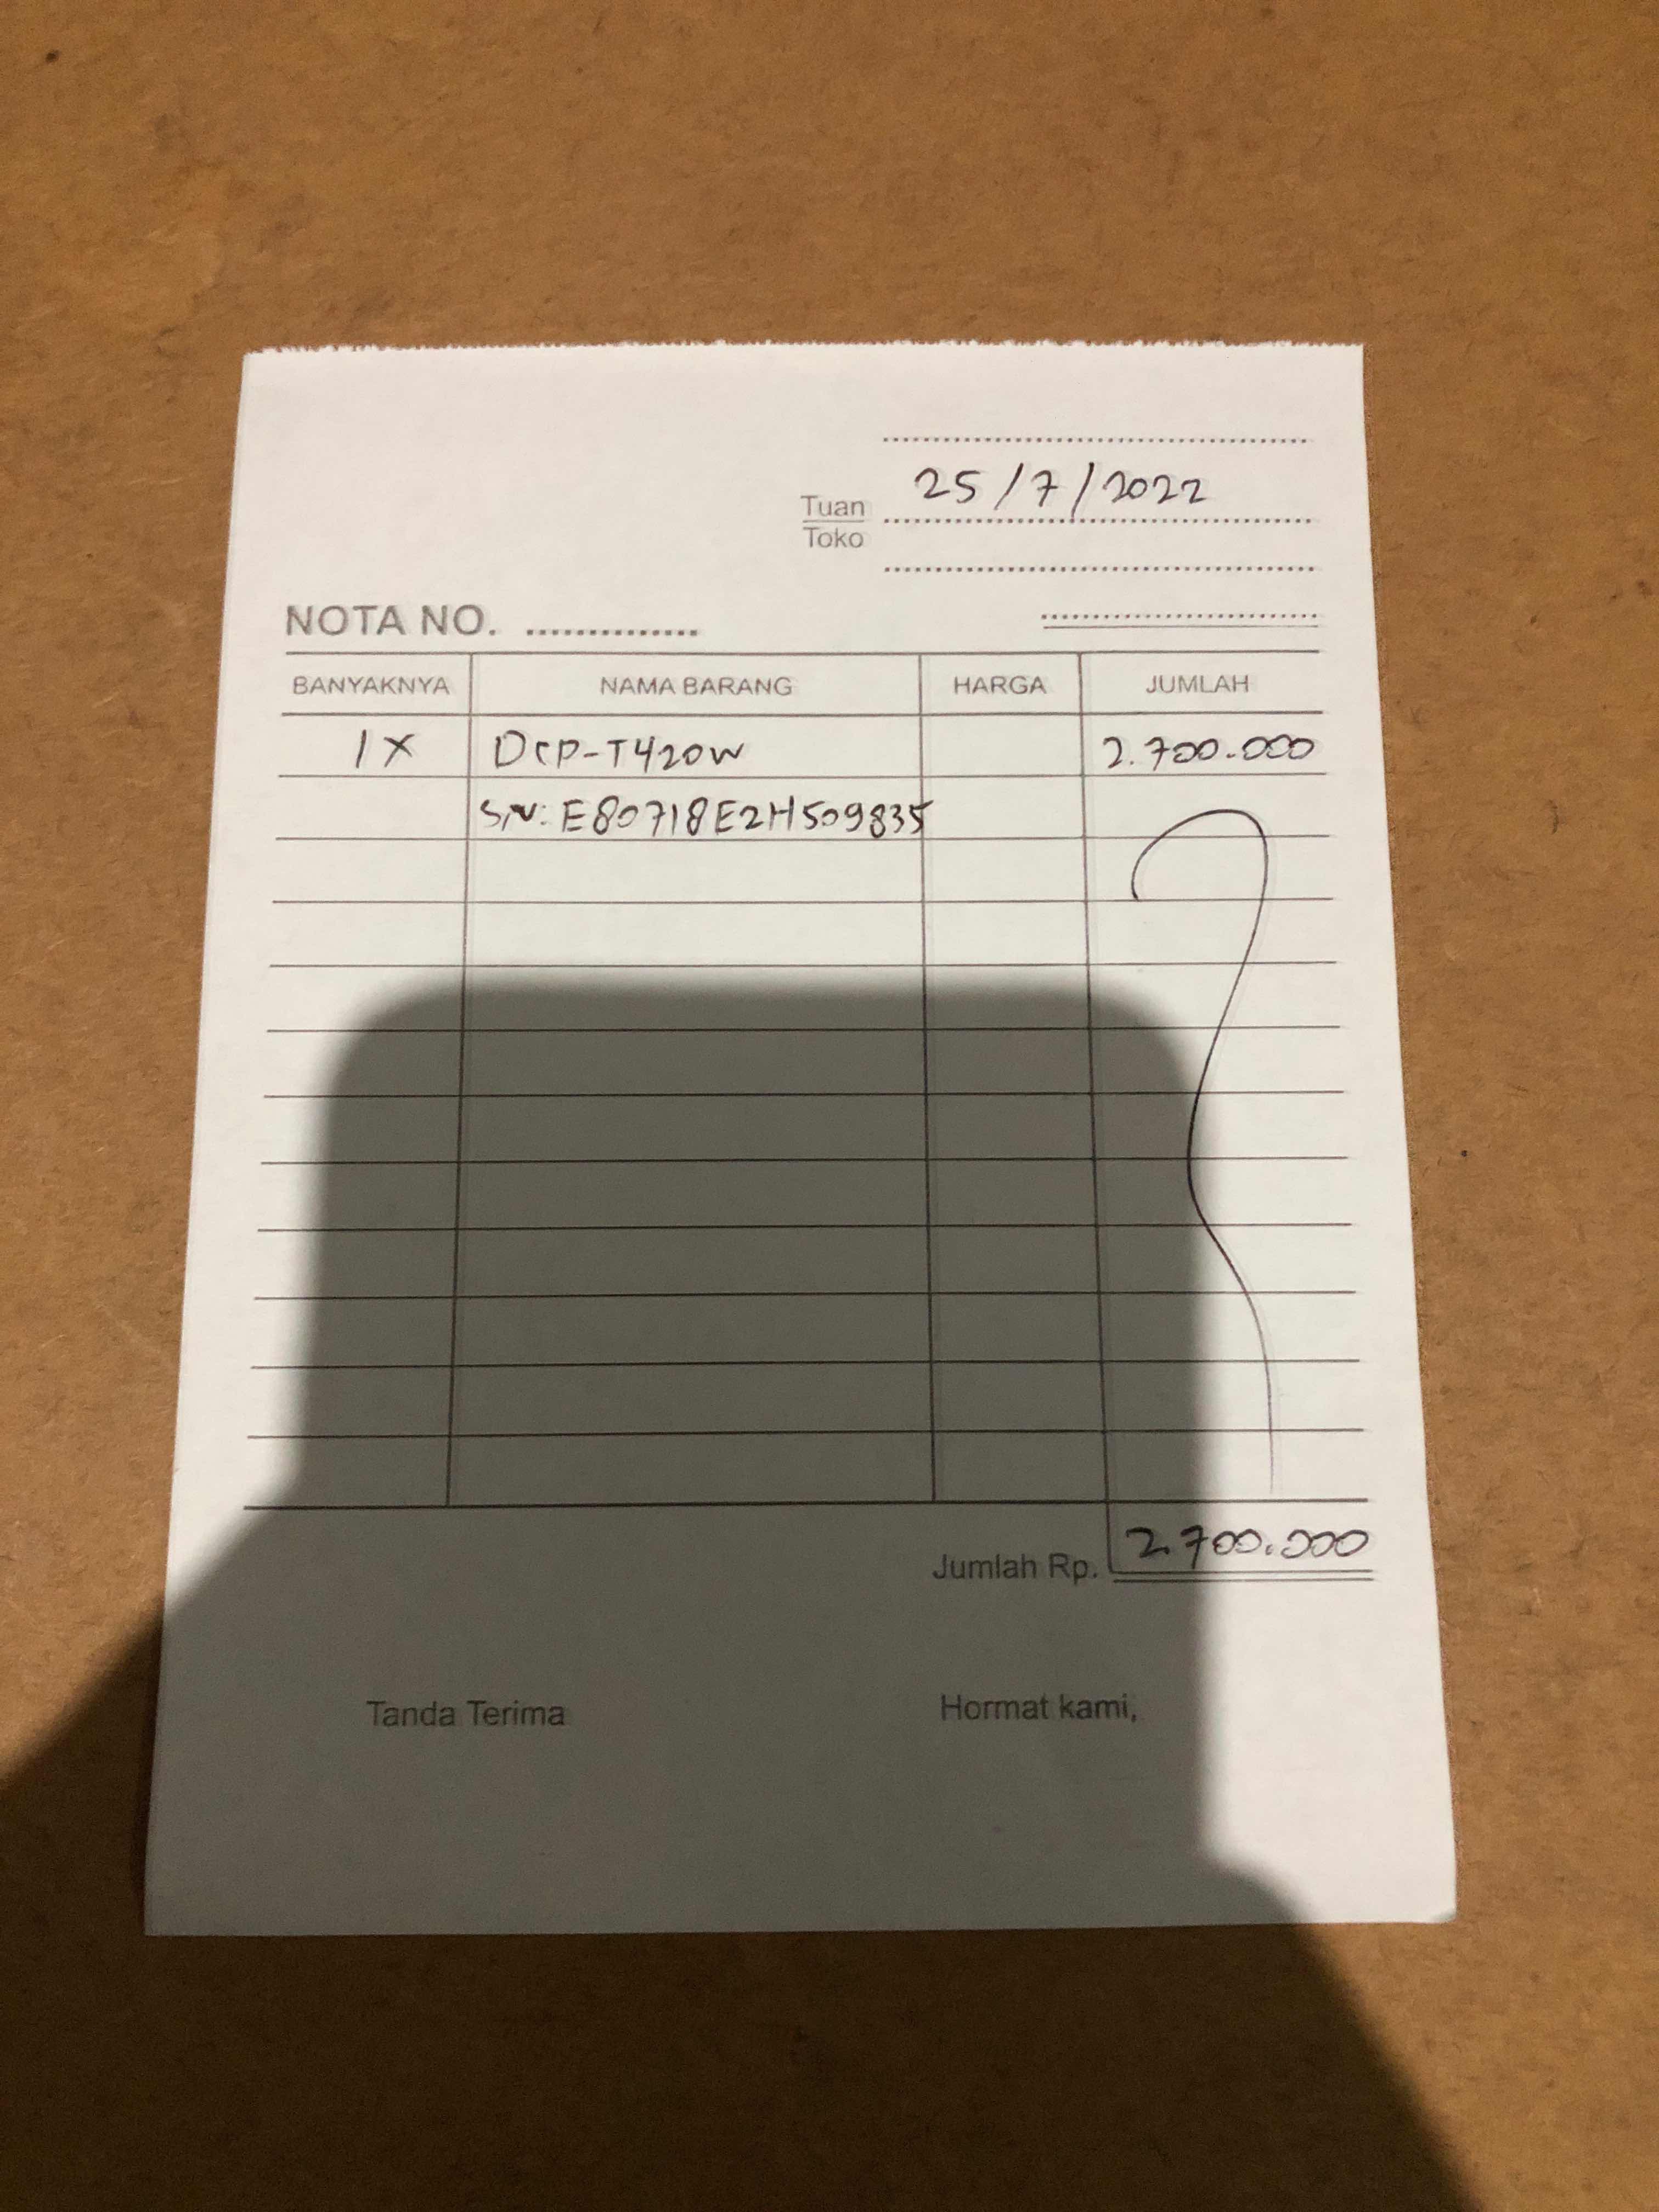 25/7/2022
Tuan
Toko
NOTA NO.
BANYAKNYA NAMA BARANG HARGA JUMLAH
1X DCP-T420W 2.700.000
S/N: E80718E2H509835
Jumlah Rp. 2.700.000
Tanda Terima Hormat kami,